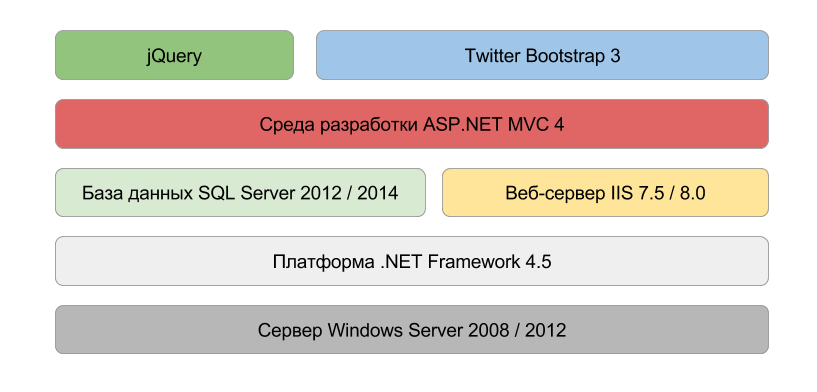 jQuery
Twitter Bootstrap 3
Среда разработки ASP.NET MVC 4
База данных SQL Server 2012 / 2014
Веб-сервер IIS 7.5 / 8.0
Платформа .NET Framework 4.5
Сервер Windows Server 2008 / 2012